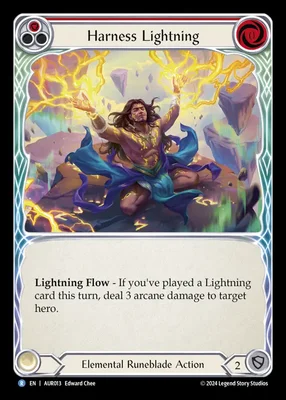 Harness Lightning
Lightning Flow - If you've played a Lightning
card this turn, deal 3 arcane damage to target
hero.
Elemental Runeblade Action
2
R EN | AUR013 Edward Chee
©2024 Legend Story Studios